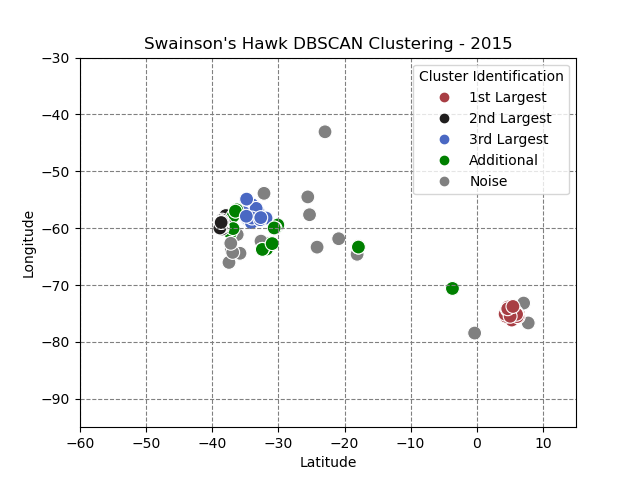 Swainson's Hawk DBSCAN Clustering - 2015
Cluster Identification
1st Largest
2nd Largest
3rd Largest
Additional
Noise
Longitude
−30
−40
−50
−60
−70
−80
−90
−60 −50 −40 −30 −20 −10 0 10
Latitude